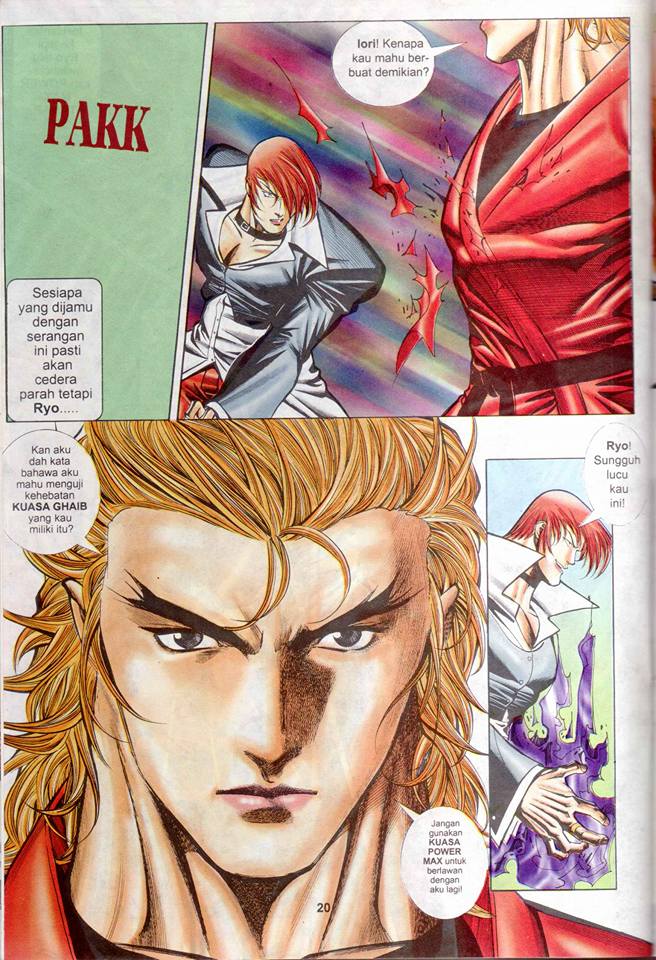 PAKK
Sesiapa
yang dijamu
dengan
serangan
ini pasti
akan
cedera
parah tetapi
Ryo.....
Iori! Kenapa
kau mahu ber-
buat demikian?
Kan aku
dah kata
bahawa aku
mahu menguji
kehebatan
KUASA GHAIB
yang kau
miliki itu?
Jangan
gunakan
KUASA
POWER
MAX untuk
berlawan
dengan
aku lagi!
Ryo!
Sungguh
lucu
kau
ini!
20